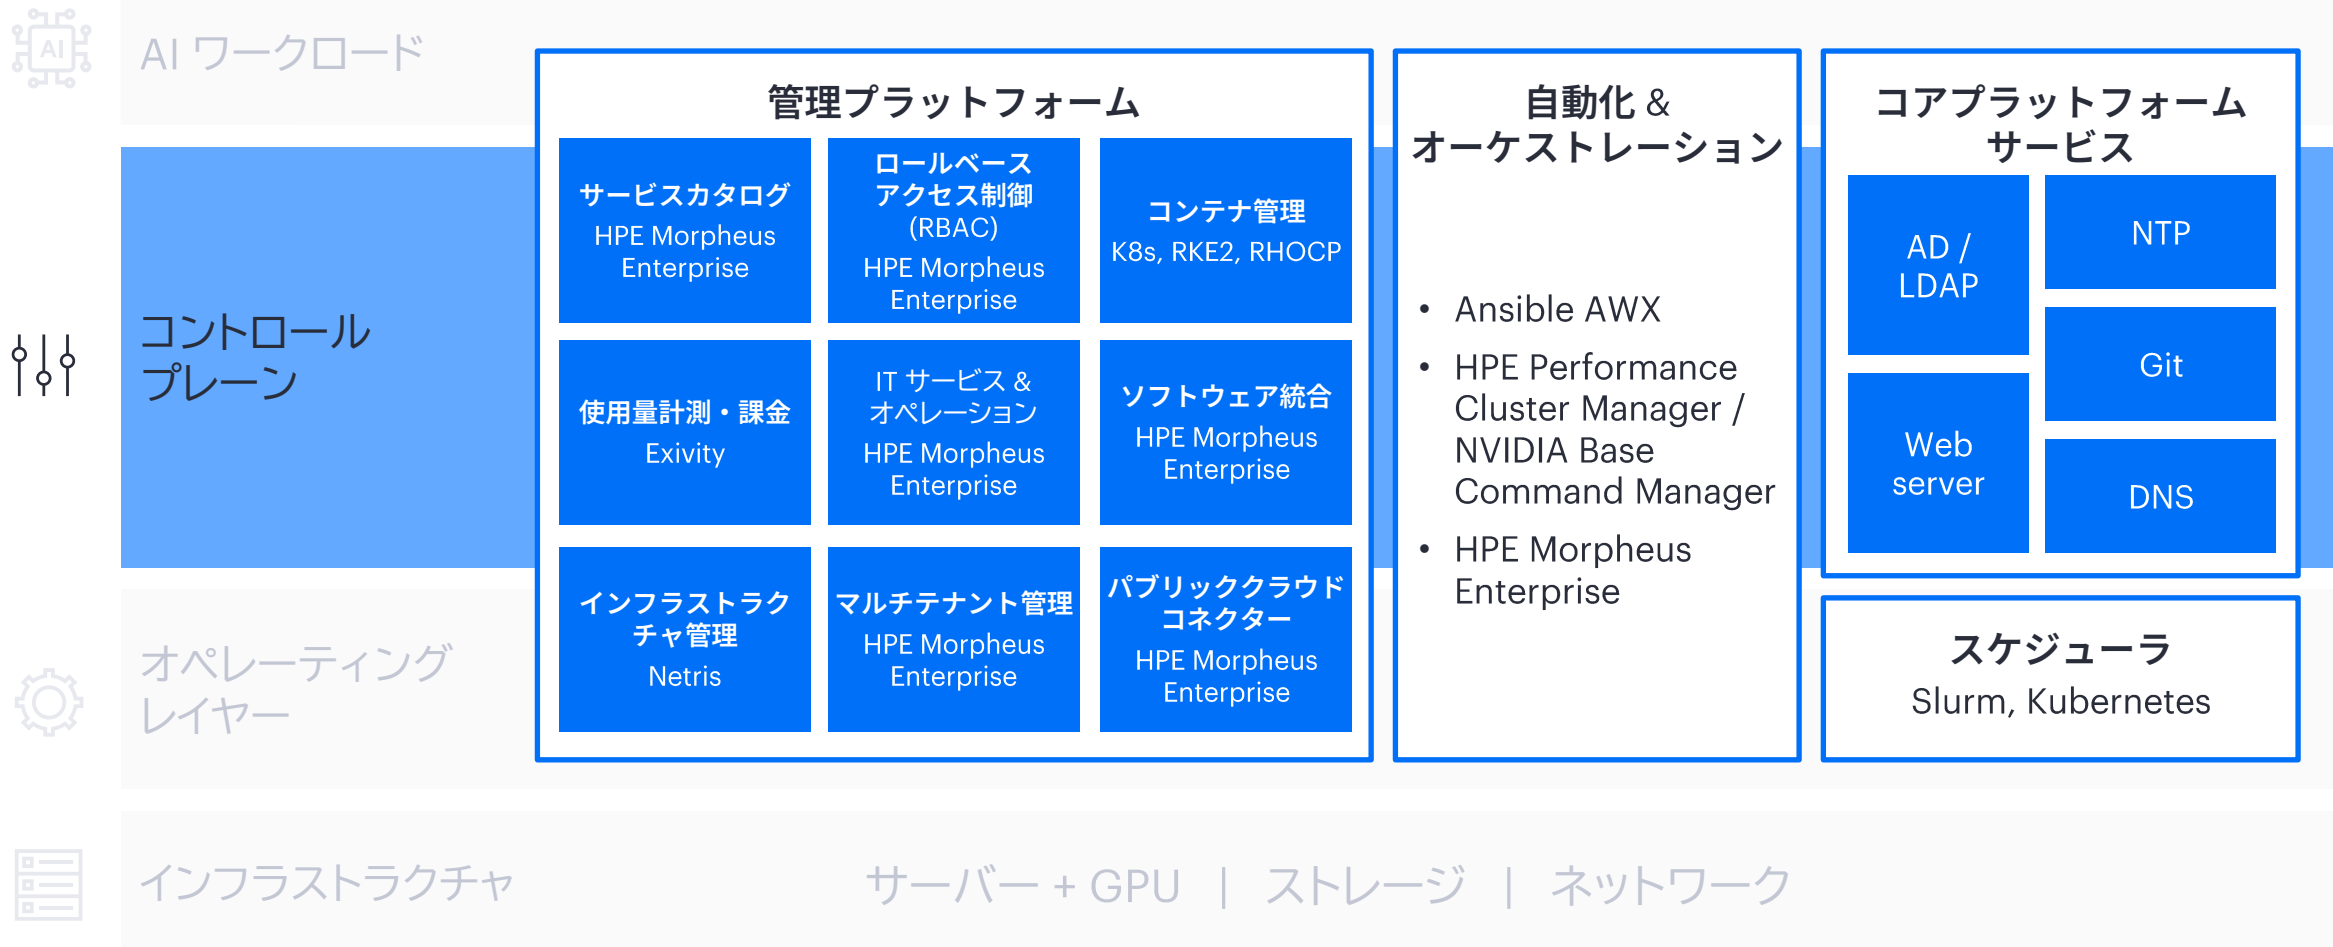 AI
AI ワークロード
管理プラットフォーム
サービスカタログ
HPE Morpheus
Enterprise
ロールベース
アクセス制御
(RBAC)
HPE Morpheus
Enterprise
コンテナ管理
K8s, RKE2, RHOCP
使用量計測・課金
Exivity
IT サービス &
オペレーション
HPE Morpheus
Enterprise
ソフトウェア統合
HPE Morpheus
Enterprise
インフラストラク
チャ管理
Netris
マルチテナント管理
HPE Morpheus
Enterprise
パブリッククラウド
コネクター
HPE Morpheus
Enterprise
自動化 &
オーケストレーション
• Ansible AWX
• HPE Performance
Cluster Manager /
NVIDIA Base
Command Manager
• HPE Morpheus
Enterprise
コアプラットフォーム
サービス
AD /
LDAP
Web
server
NTP
Git
DNS
スケジューラ
Slurm, Kubernetes
コントロール
プレーン
オペレーティング
レイヤー
インフラストラクチャ
サーバー + GPU | ストレージ | ネットワーク